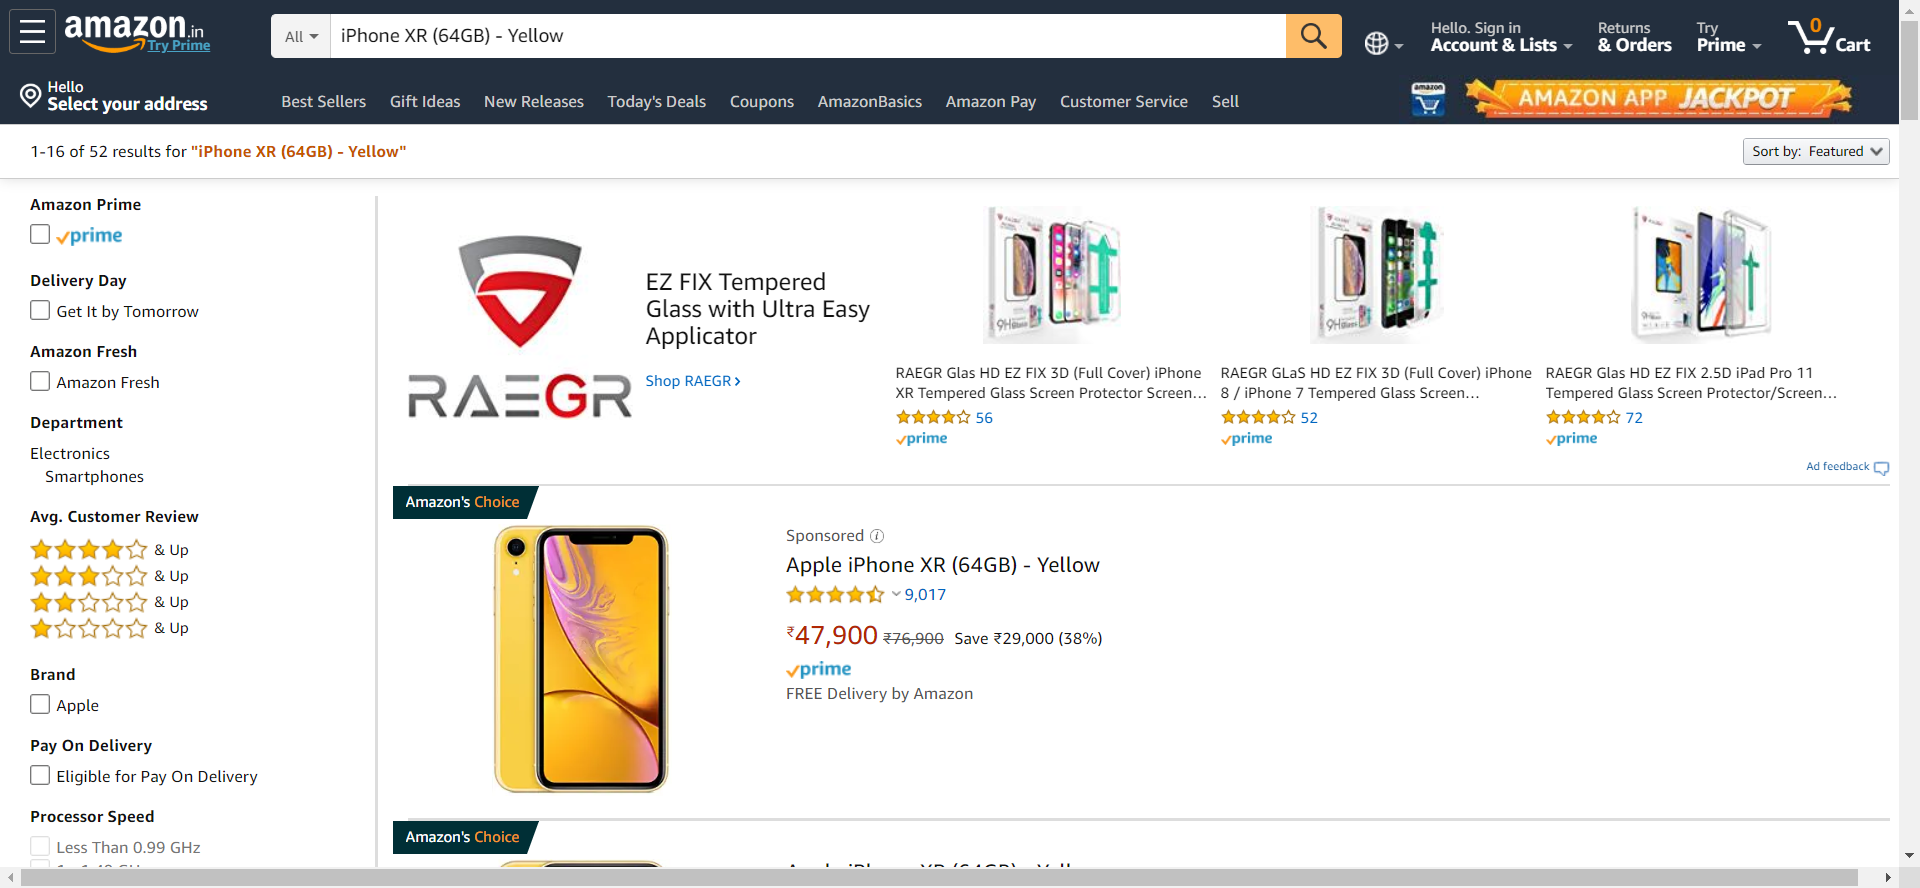 amazon.in
Try Prime
All
iPhone XR (64GB) - Yellow
Hello. Sign in
Account & Lists
Returns
& Orders
Try
Prime
0
Cart
Hello
Select your address
Best Sellers
Gift Ideas
New Releases
Today's Deals
Coupons
AmazonBasics
Amazon Pay
Customer Service
Sell
amazon
AMAZON APP JACKPOT
1-16 of 52 results for "iPhone XR (64GB) - Yellow"
Sort by: Featured
Amazon Prime
prime
Delivery Day
Get It by Tomorrow
Amazon Fresh
Amazon Fresh
Department
Electronics
Smartphones
Avg. Customer Review
& Up
& Up
& Up
& Up
Brand
Apple
Pay On Delivery
Eligible for Pay On Delivery
Processor Speed
Less Than 0.99 GHz
RAEGR
EZ FIX Tempered
Glass with Ultra Easy
Applicator
Shop RAEGR ›
RAEGR Glas HD EZ FIX 3D (Full Cover) iPhone
XR Tempered Glass Screen Protector Screen...
56
prime
RAEGR GLaS HD EZ FIX 3D (Full Cover) iPhone
8 / iPhone 7 Tempered Glass Screen...
52
prime
RAEGR Glas HD EZ FIX 2.5D iPad Pro 11
Tempered Glass Screen Protector/Screen...
72
prime
Ad feedback
Amazon's Choice
Sponsored
Apple iPhone XR (64GB) - Yellow
9,017
₹47,900 ₹76,900 Save ₹29,000 (38%)
prime
FREE Delivery by Amazon
Amazon's Choice